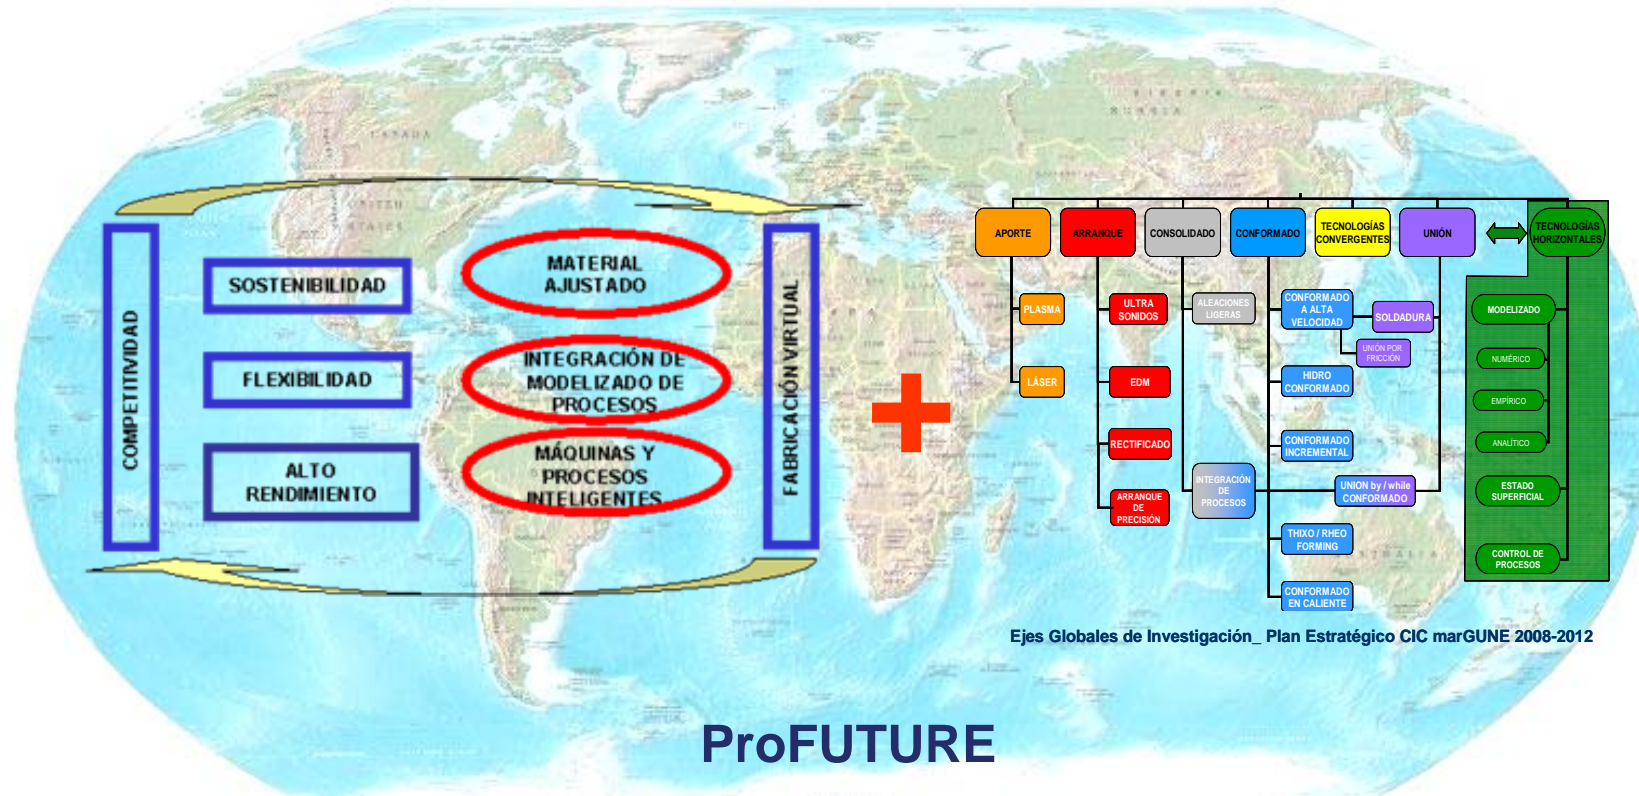 COMPETITIVIDAD
SOSTENIBILIDAD
FLEXIBILIDAD
ALTO
RENDIMIENTO
MATERIAL
AJUSTADO
INTEGRACIÓN DE
MODELIZADO DE
PROCESOS
MÁQUINAS Y
PROCESOS
INTELIGENTES
FABRICACIÓN VIRTUAL
+
APORTE
ARRANQUE
CONSOLIDADO
CONFORMADO
TECNOLOGÍAS
CONVERGENTES
UNIÓN
TECNOLOGÍAS
HORIZONTALES
PLASMA
LÁSER
ULTRA
SONIDOS
EDM
RECTIFICADO
ARRANQUE
DE
PRECISIÓN
ALEACIONES
LIGERAS
INTEGRACIÓN
DE
PROCESOS
CONFORMADO
A ALTA
VELOCIDAD
HIDRO
CONFORMADO
CONFORMADO
INCREMENTAL
THIXO / RHEO
FORMING
CONFORMADO
EN CALIENTE
SOLDADURA
UNIÓN POR
FRICCIÓN
UNION by / while
CONFORMADO
MODELIZADO
NUMÉRICO
EMPÍRICO
ANALÍTICO
ESTADO
SUPERFICIAL
CONTROL DE
PROCESOS
Ejes Globales de Investigación_ Plan Estratégico CIC marGUNE 2008-2012
ProFUTURE